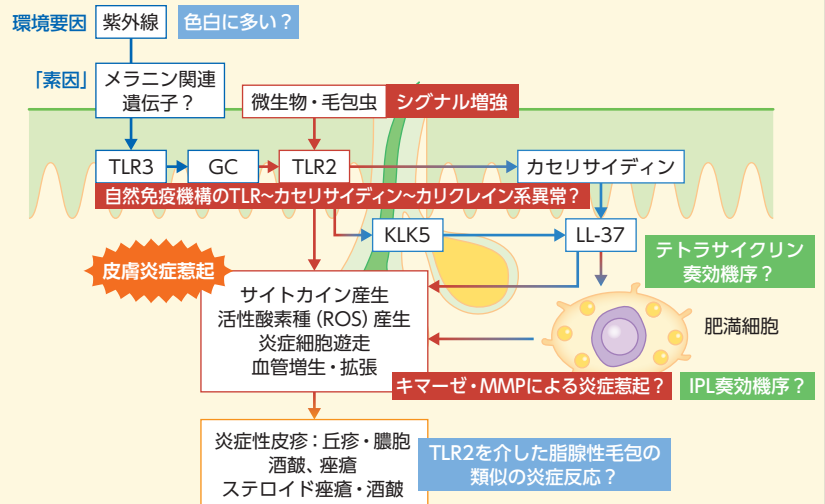 環境要因
紫外線
色白に多い？
「素因」
メラニン関連
遺伝子？
微生物・毛包虫
シグナル増強
TLR3
GC
TLR2
カセリサイディン
自然免疫機構のTLR~カセリサイディン~カリクレイン系異常？
KLK5
LL-37
テトラサイクリン
奏効機序？
皮膚炎症惹起
サイトカイン産生
活性酸素種（ROS）産生
炎症細胞遊走
血管増生・拡張
肥満細胞
キマーゼ・MMPによる炎症惹起？
IPL奏効機序？
炎症性皮疹：丘疹・膿胞
酒皶、痤瘡
ステロイド痤瘡・酒皶
TLR2を介した脂腺性毛包の
類似の炎症反応？